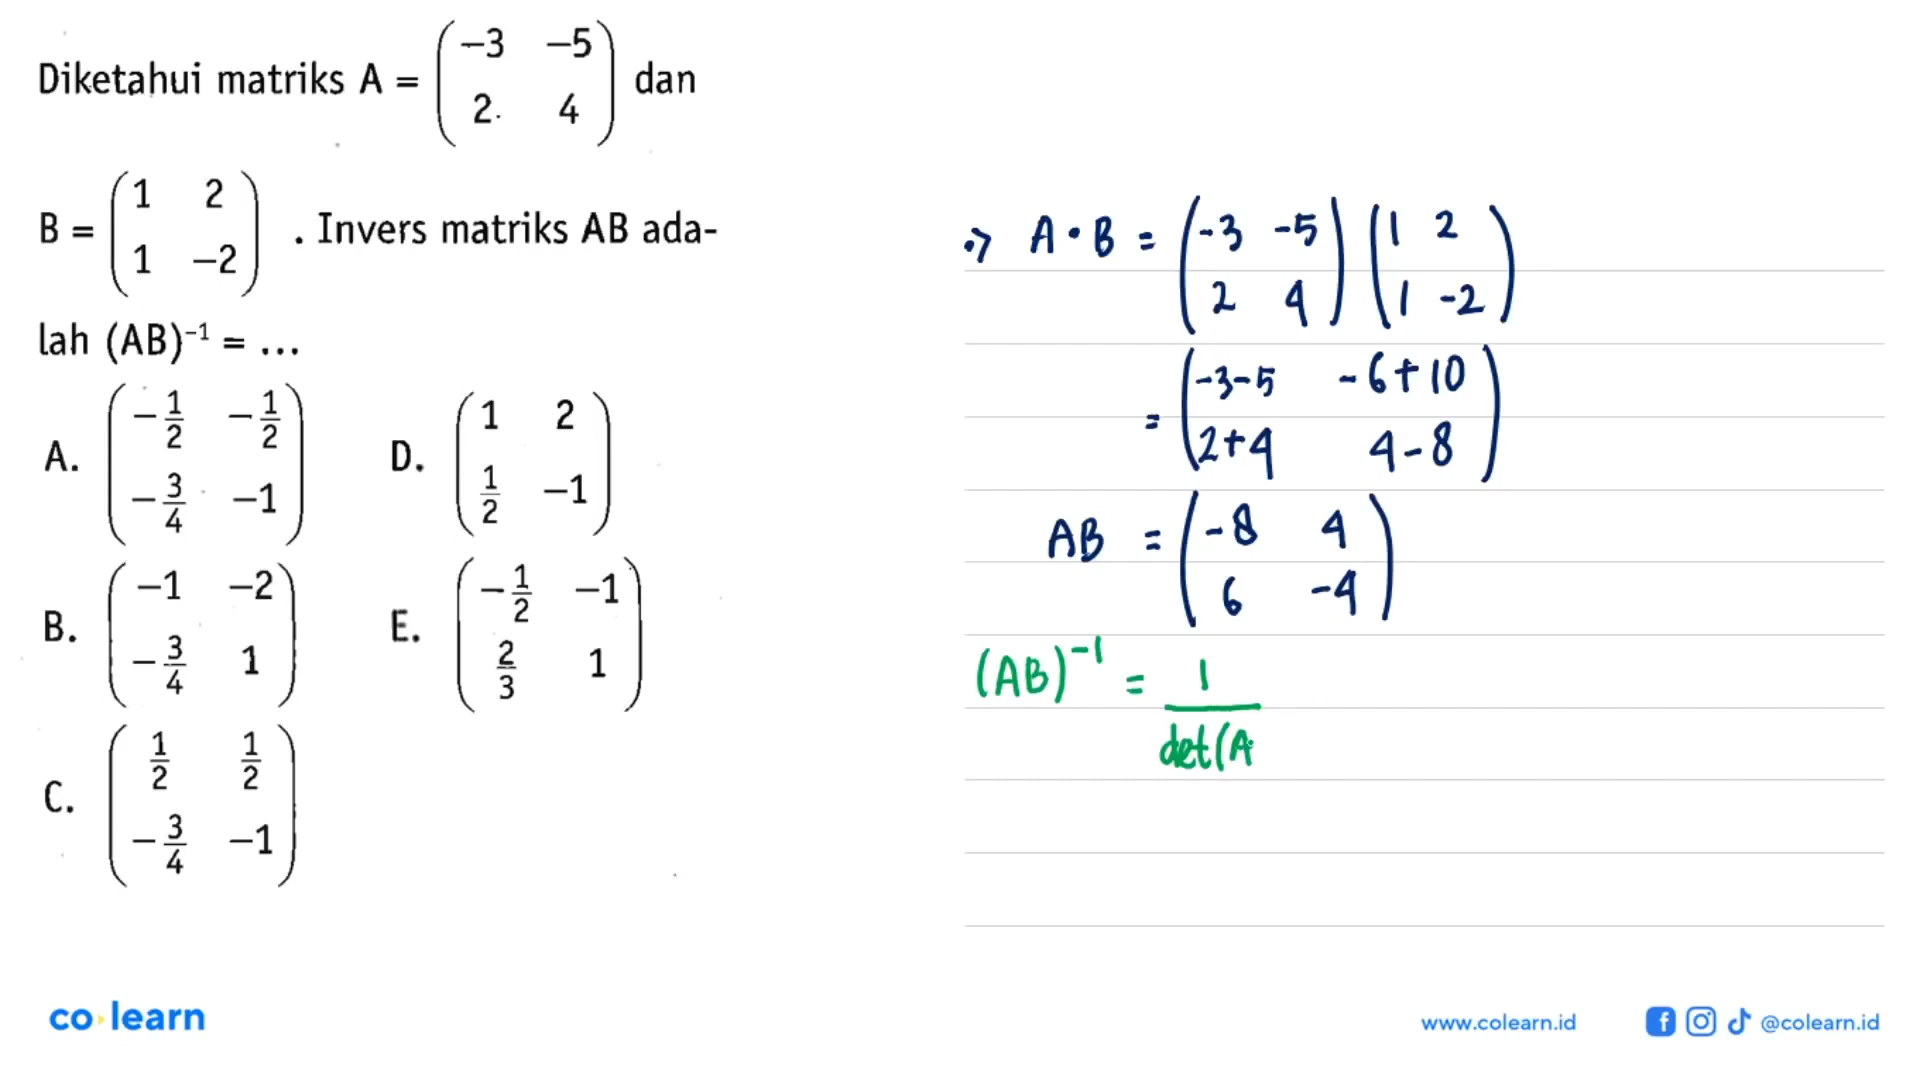 Diketahui matriks A = (-3 -5 2 4) dan
B = (1 2 1 -2). Invers matriks AB ada-
lah (AB)^-1 = ...
A. (-1/2 -1/2 -3/4 -1) D. (1 2 1/2 -1)
B. (-1 -2 -3/4 1) E. (-1/2 -1 2/3 1)
C. (1/2 1/2 -3/4 -1)
•> A • B = (-3 -5 2 4) (1 2 1 -2)
= (-3-5 -6+10 2+4 4-8)
AB = (-8 4 6 -4)
(AB)^-1 = 1/det(A
co learn
www.colearn.id @colearn.id